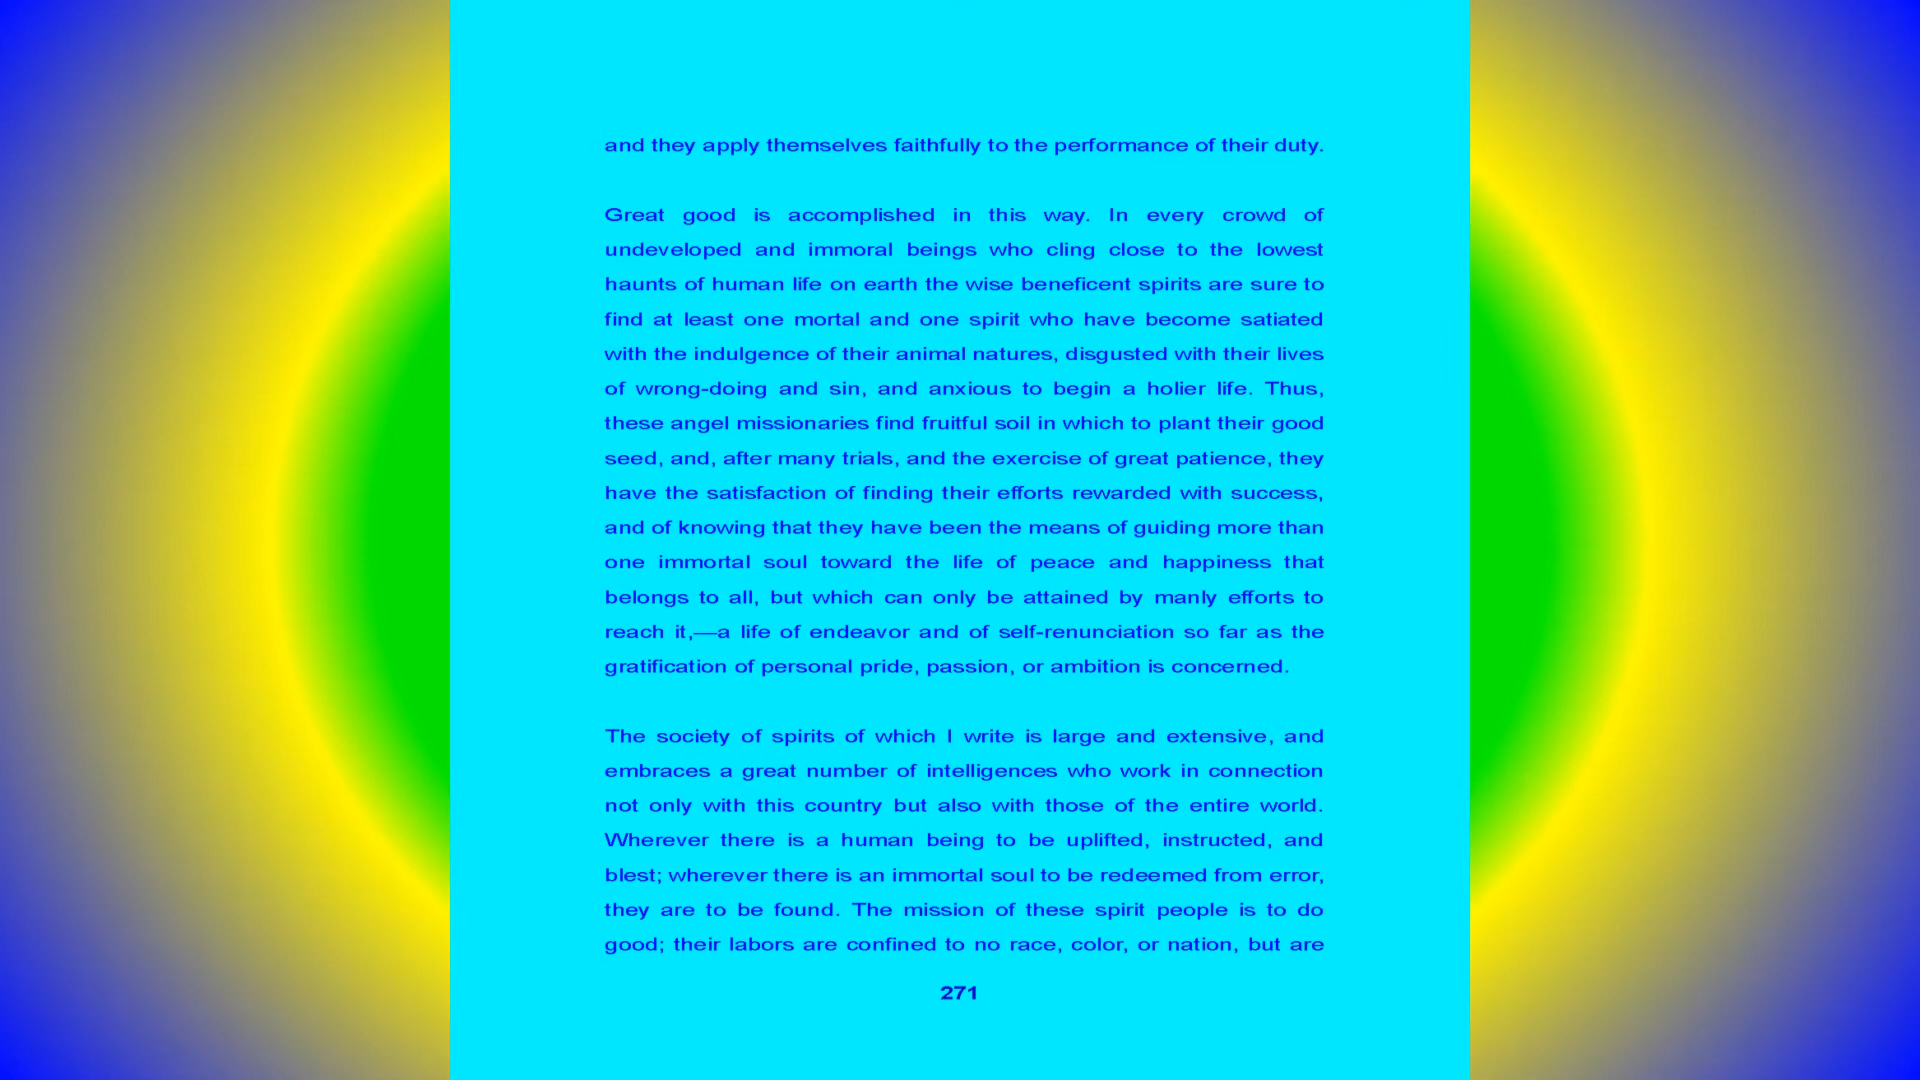 and they apply themselves faithfully to the performance of their duty.
Great good is accomplished in this way. In every crowd of
undeveloped and immoral beings who cling close to the lowest
haunts of human life on earth the wise beneficent spirits are sure to
find at least one mortal and one spirit who have become satiated
with the indulgence of their animal natures, disgusted with their lives
of wrong-doing and sin, and anxious to begin a holier life. Thus,
these angel missionaries find fruitful soil in which to plant their good
seed, and, after many trials, and the exercise of great patience, they
have the satisfaction of finding their efforts rewarded with success,
and of knowing that they have been the means of guiding more than
one immortal soul toward the life of peace and happiness that
belongs to all, but which can only be attained by manly efforts to
reach it,—a life of endeavor and of self-renunciation so far as the
gratification of personal pride, passion, or ambition is concerned.
The society of spirits of which I write is large and extensive, and
embraces a great number of intelligences who work in connection
not only with this country but also with those of the entire world.
Wherever there is a human being to be uplifted, instructed, and
blest; wherever there is an immortal soul to be redeemed from error,
they are to be found. The mission of these spirit people is to do
good; their labors are confined to no race, color, or nation, but are
271